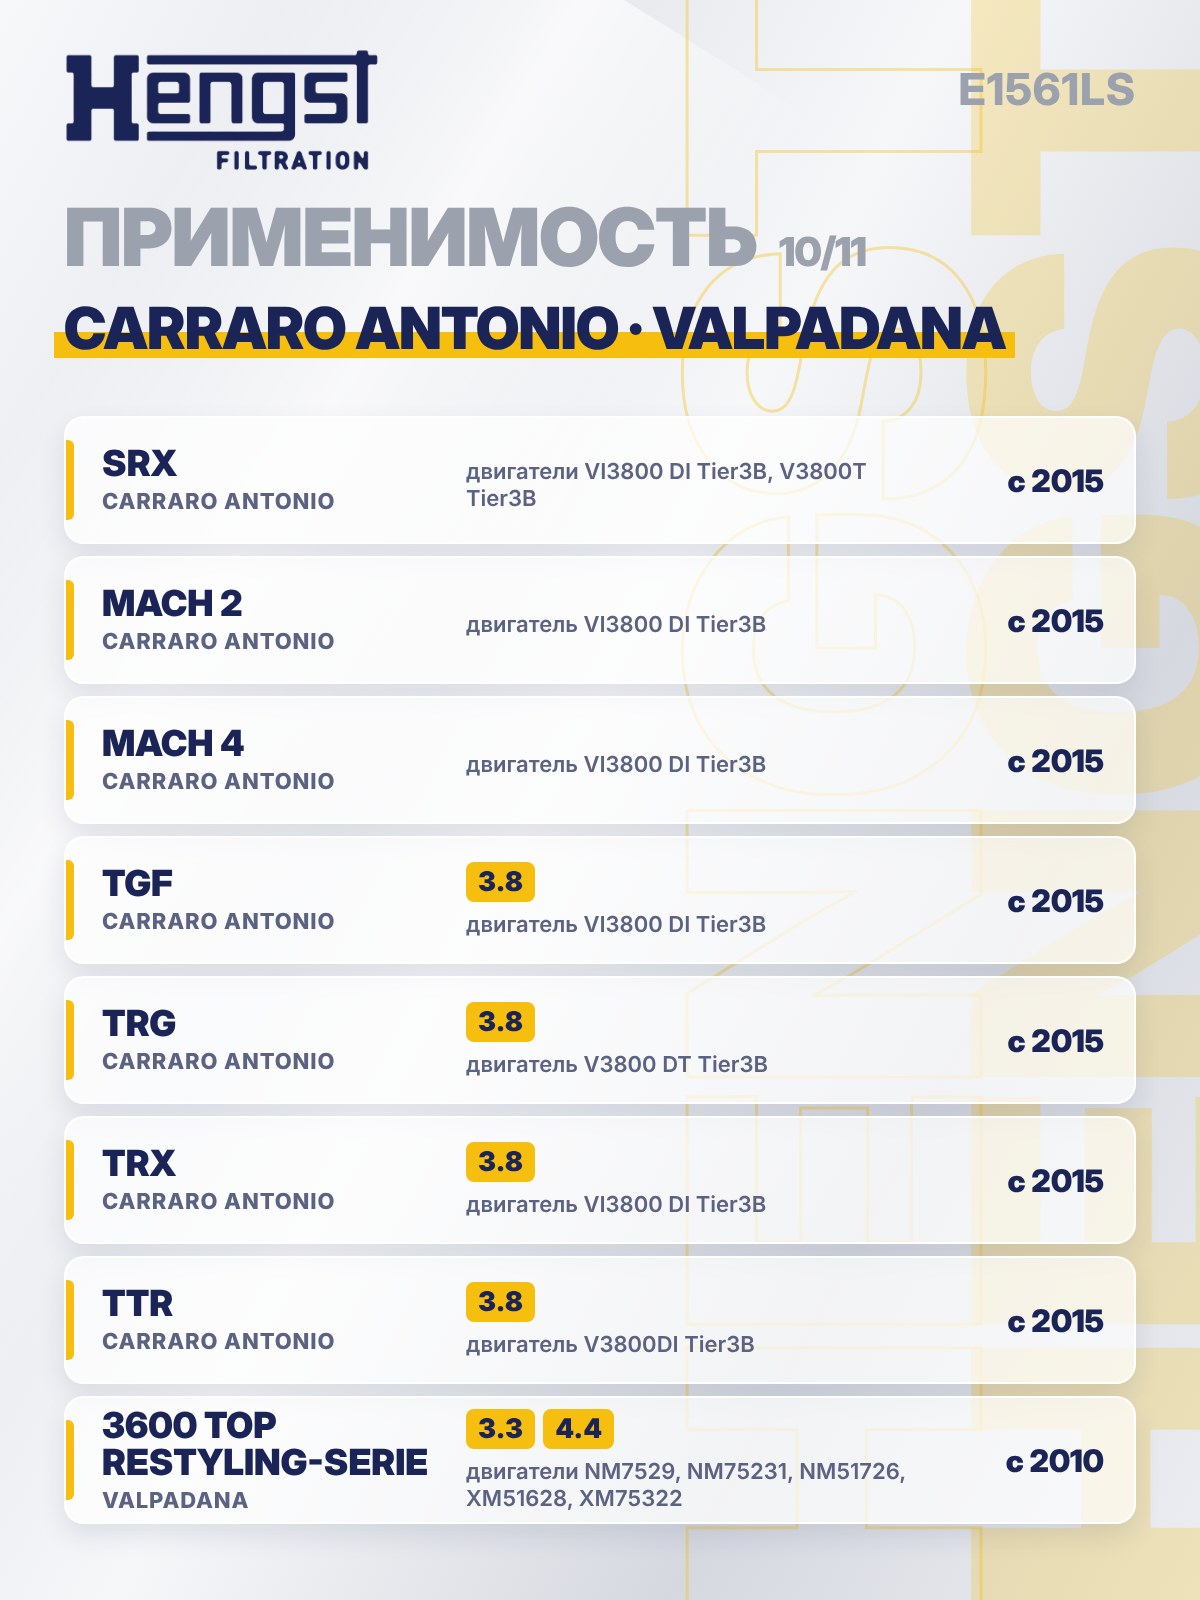 Hengst
FILTRATION
E1561LS
ПРИМЕНИМОСТЬ 10/11
CARRARO ANTONIO · VALPADANA
SRX
CARRARO ANTONIO
двигатели VI3800 DI Tier3B, V3800T
Tier3B
с 2015
MACH 2
CARRARO ANTONIO
двигатель VI3800 DI Tier3B
с 2015
MACH 4
CARRARO ANTONIO
двигатель VI3800 DI Tier3B
с 2015
TGF
CARRARO ANTONIO
3.8
двигатель VI3800 DI Tier3B
с 2015
TRG
CARRARO ANTONIO
3.8
двигатель V3800 DT Tier3B
с 2015
TRX
CARRARO ANTONIO
3.8
двигатель VI3800 DI Tier3B
с 2015
TTR
CARRARO ANTONIO
3.8
двигатель V3800DI Tier3B
с 2015
3600 TOP
RESTYLING-SERIE
VALPADANA
3.3 4.4
двигатели NM7529, NM75231, NM51726,
XM51628, XM75322
с 2010
HENGST
HENGST